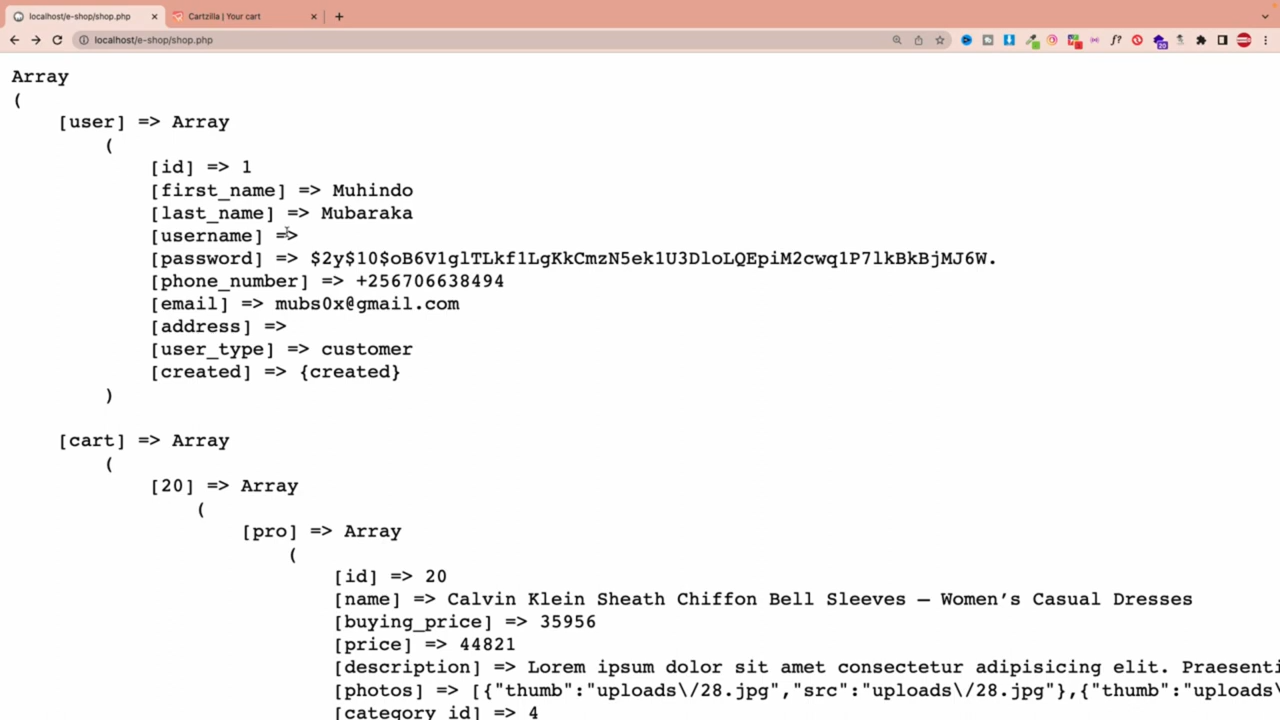 localhost/e-shop/shop.php
Cartzilla | Your cart
localhost/e-shop/shop.php
Array
(
[user] => Array
(
[id] => 1
[first_name] => Muhindo
[last_name] => Mubaraka
[username] =>
[password] => $2y$10$oB6V1glTLkf1LgKkCmzN5ek1U3DloLQEpiM2cwq1P7lkBkBjMJ6W.
[phone_number] => +256706638494
[email] => mubs0x@gmail.com
[address] =>
[user_type] => customer
[created] => {created}
)
[cart] => Array
(
[20] => Array
(
[pro] => Array
(
[id] => 20
[name] => Calvin Klein Sheath Chiffon Bell Sleeves – Women’s Casual Dresses
[buying_price] => 35956
[price] => 44821
[description] => Lorem ipsum dolor sit amet consectetur adipisicing elit. Praesenti
[photos] => [{"thumb":"uploads\/28.jpg","src":"uploads\/28.jpg"},{"thumb":"uploads\
[category_id] => 4